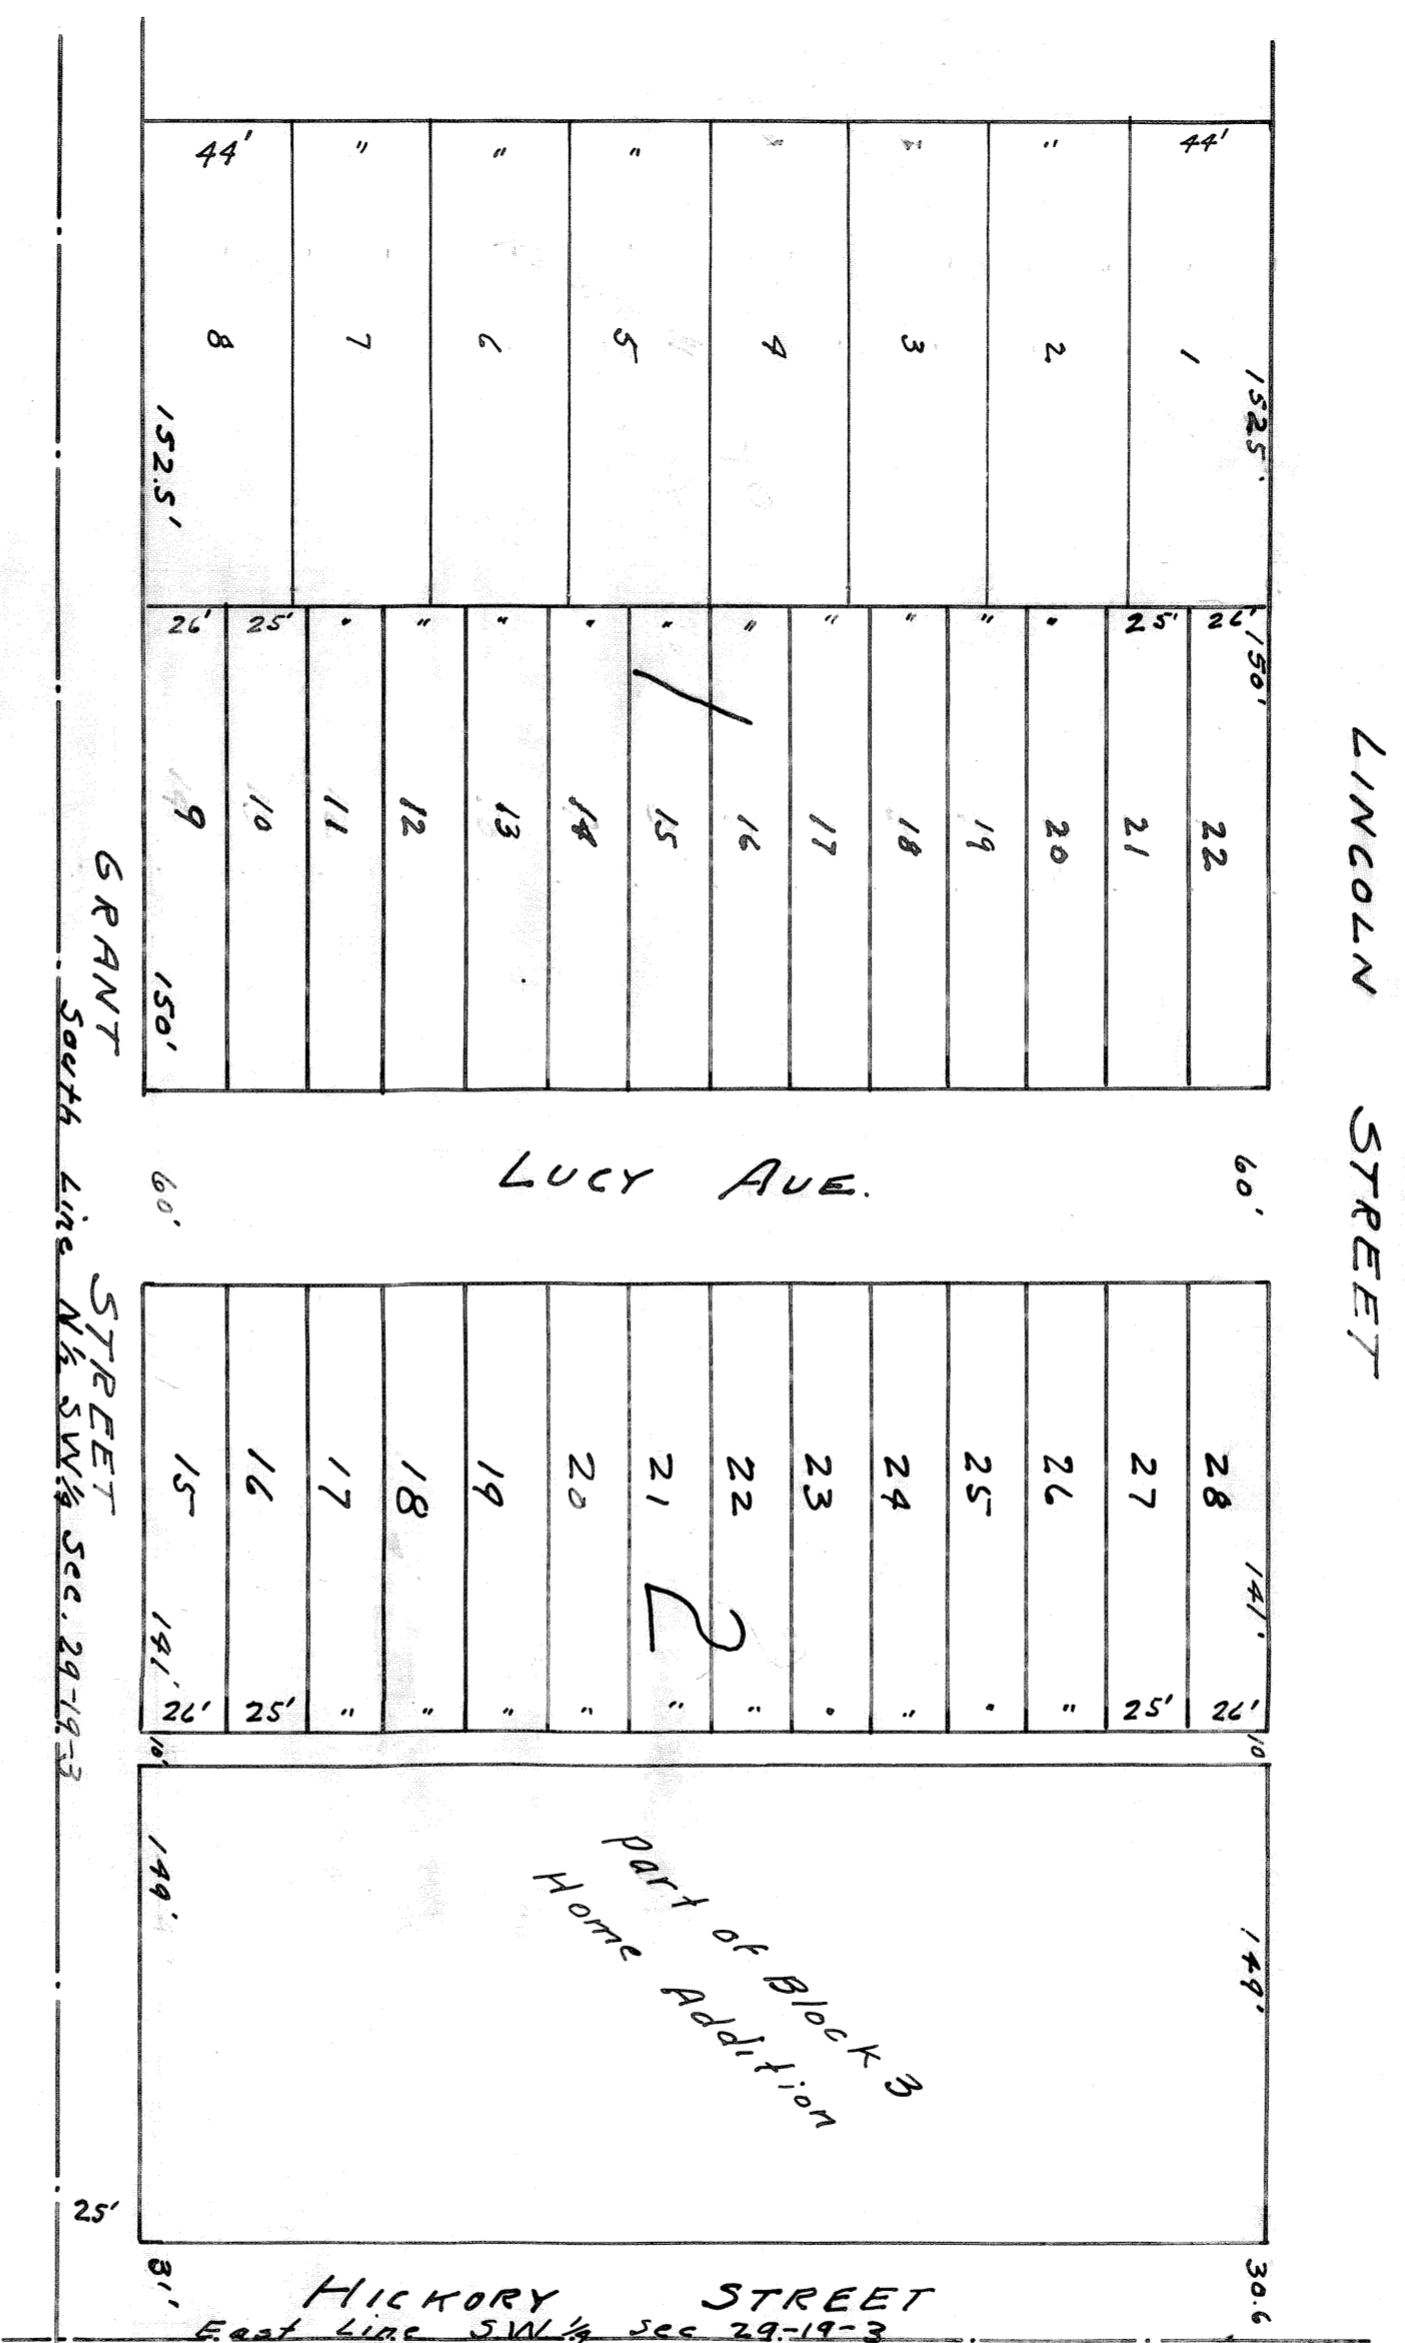 44' " " " " " " 44'
8 7 6 5 4 3 2 1
152.5' 152.5'
26' 25' " " " " " " " " " " 25' 26'
150'
9 10 11 12 13 14 15 16 17 18 19 20 21 22
1
150'
LINCOLN STREET
GRANT STREET
South Line N½ SW¼ Sec. 29-19-3
60' LUCY AVE. 60'
15 16 17 18 19 20 21 22 23 24 25 26 27 28
2
141' 141'
26' 25' " " " " " " " " " " 25' 26'
10' 10'
149' 149'
part of Block 3
Home Addition
25'
31' 30.6
HICKORY STREET
East Line SW¼ Sec 29-19-3